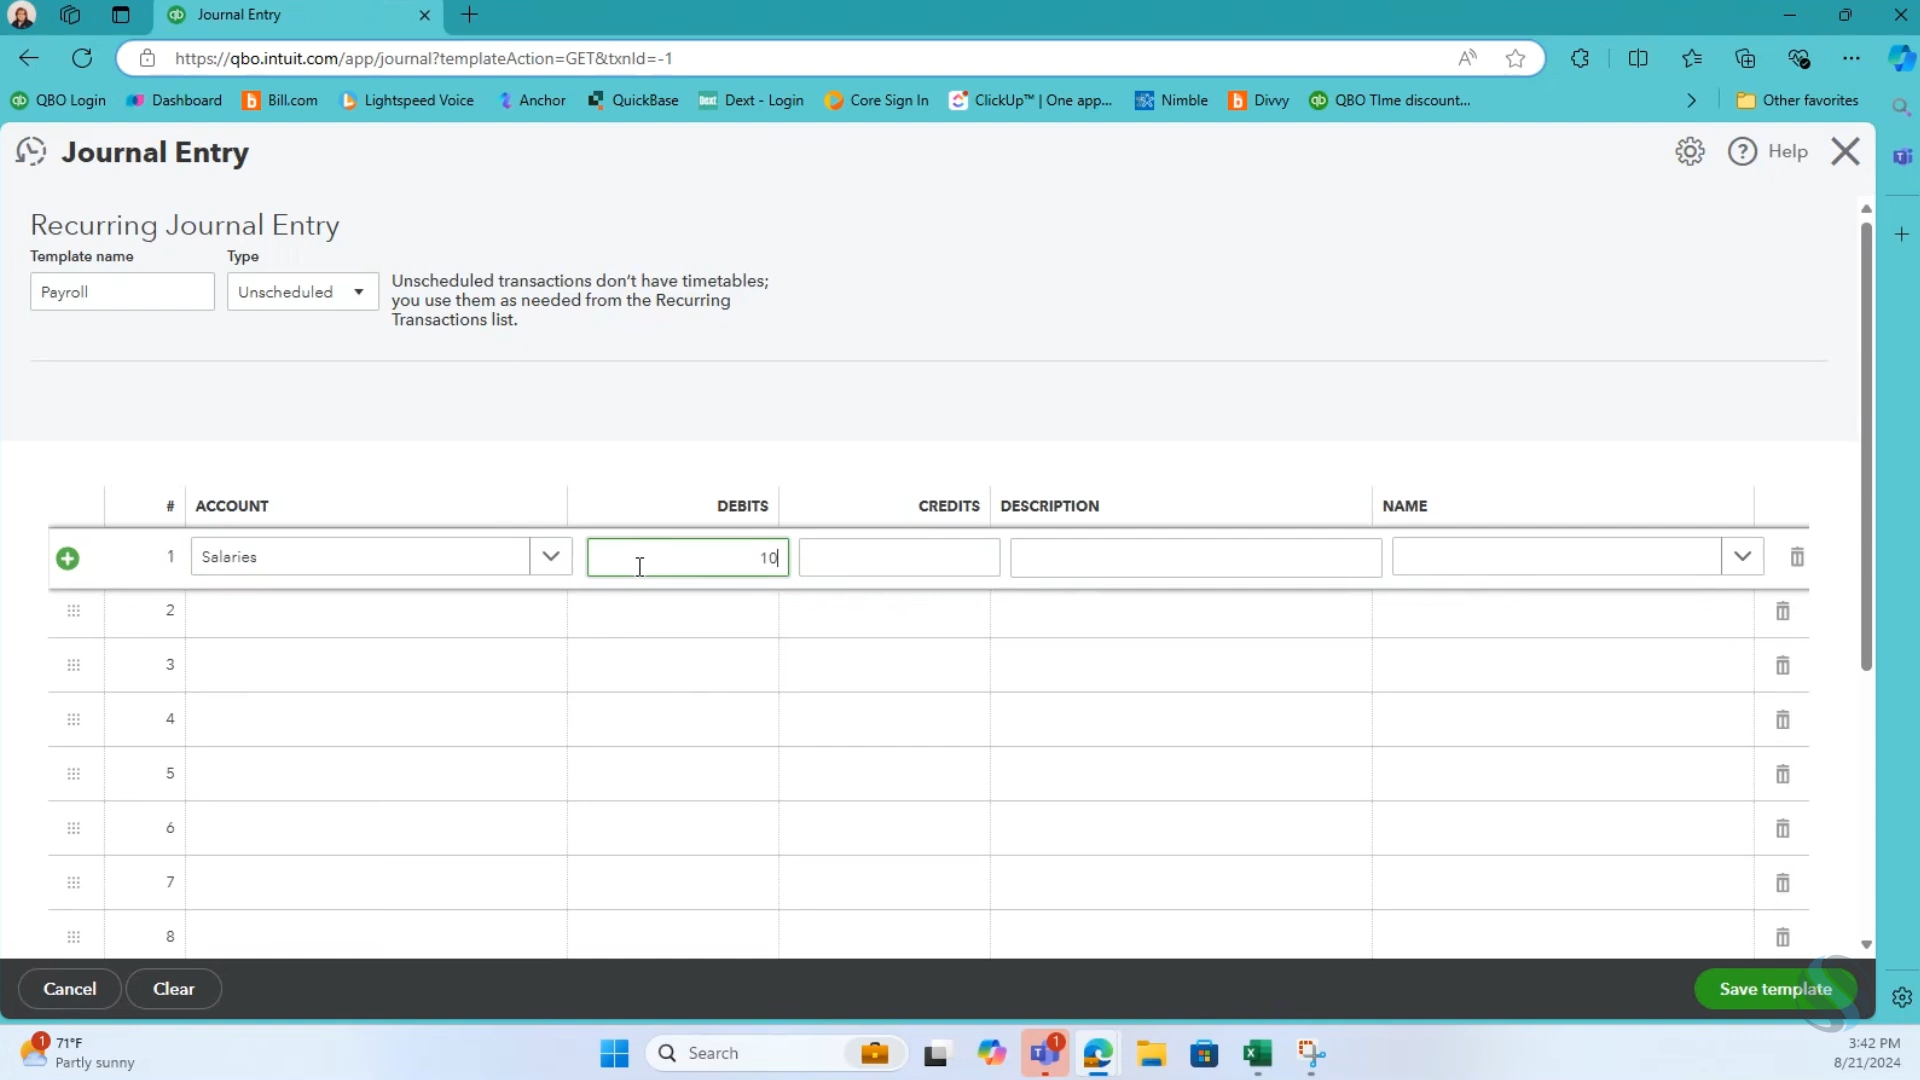 Journal Entry
https://qbo.intuit.com/app/journal?templateAction=GET&txnId=-1
QBO Login Dashboard Bill.com Lightspeed Voice Anchor QuickBase Dext - Login Core Sign In ClickUp™ | One app... Nimble Divvy QBO TIme discount... Other favorites
Journal Entry
Help
Recurring Journal Entry
Template name Type
Payroll Unscheduled
Unscheduled transactions don't have timetables;
you use them as needed from the Recurring
Transactions list.
# ACCOUNT DEBITS CREDITS DESCRIPTION NAME
1 Salaries 10
2
3
4
5
6
7
8
Cancel Clear Save template
1 71°F
Partly sunny
Search
1
3:42 PM
8/21/2024